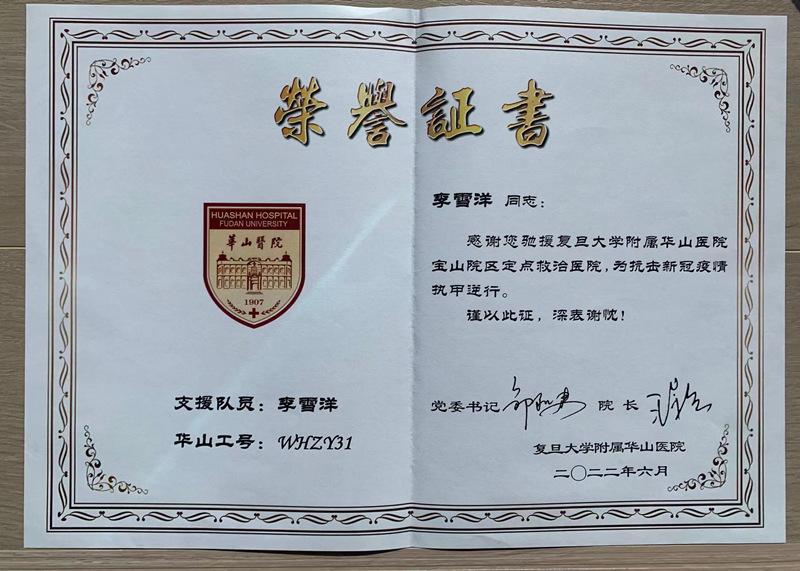 榮譽証書
HUASHAN HOSPITAL
FUDAN UNIVERSITY
華山醫院
1907
支援队员：李雪洋
华山工号：WHZY31
李雪洋 同志：
感谢您驰援复旦大学附属华山医院
宝山院区定点救治医院，为抗击新冠疫情
执甲逆行。
谨以此证，深表谢忱！
党委书记 院长
复旦大学附属华山医院
二〇二二年六月